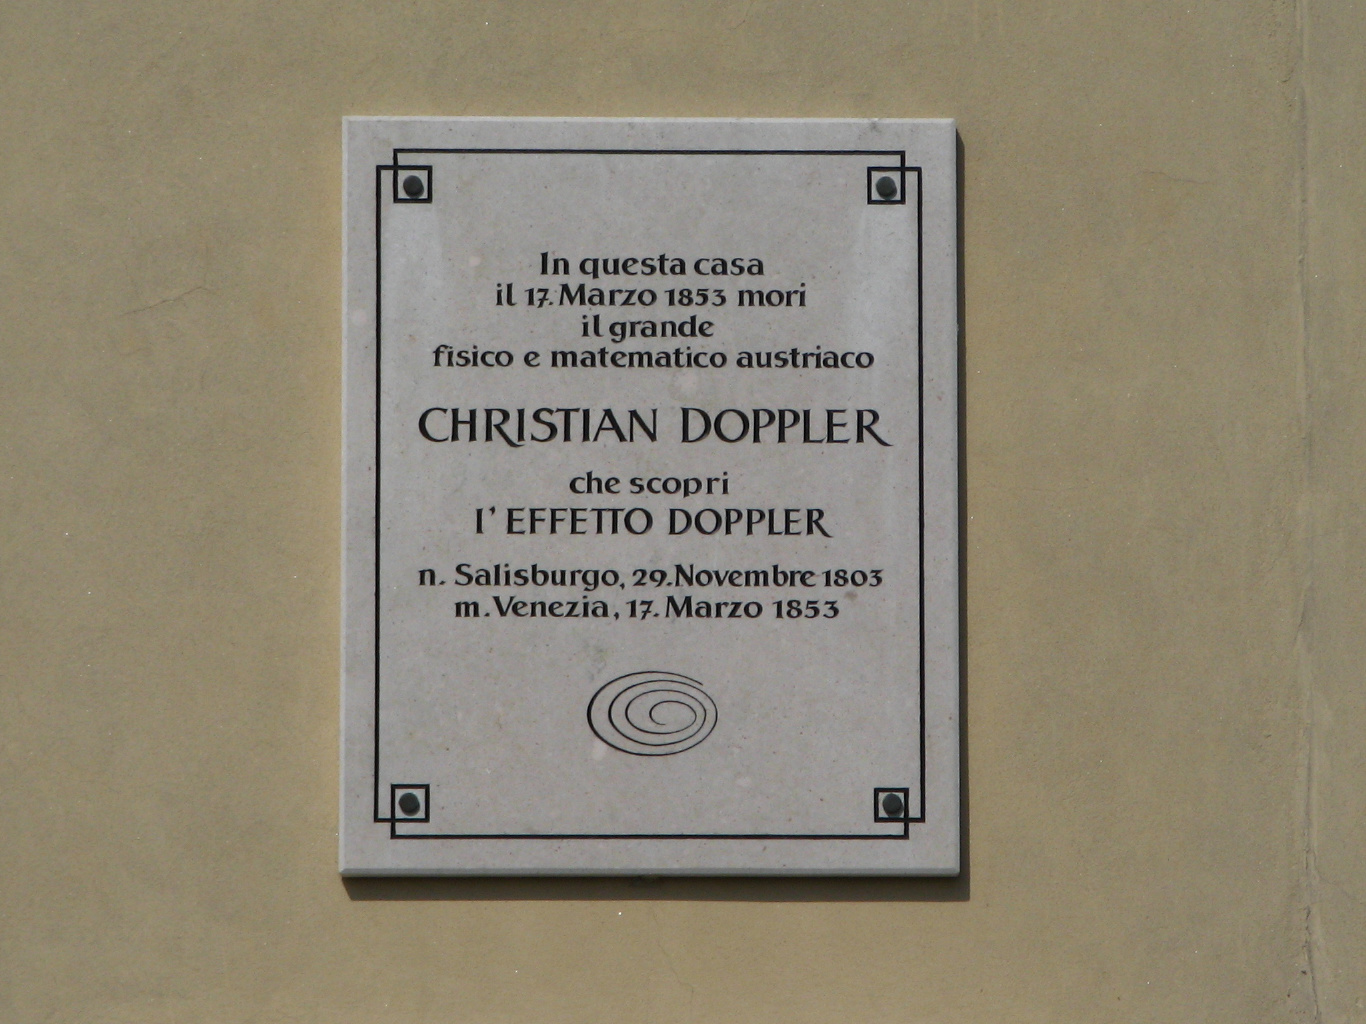 In questa casa
il 17. Marzo 1853 mori
il grande
fisico e matematico austriaco
CHRISTIAN DOPPLER
che scopri
l' EFFETTO DOPPLER
n. Salisburgo, 29. Novembre 1803
m. Venezia, 17. Marzo 1853